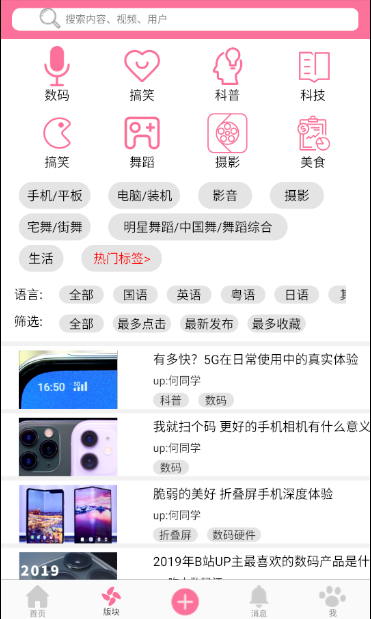 搜索内容、视频、用户
数码 搞笑 科普 科技
搞笑 舞蹈 摄影 美食
手机/平板 电脑/装机 影音 摄影
宅舞/街舞 明星舞蹈/中国舞/舞蹈综合
生活 热门标签>
语言: 全部 国语 英语 粤语 日语
筛选: 全部 最多点击 最新发布 最多收藏
16:50
有多快? 5G在日常使用中的真实体验
up:何同学
科普 数码
我就扫个码 更好的手机相机有什么意义
up:何同学
数码
脆弱的美好 折叠屏手机深度体验
up:何同学
折叠屏 数码硬件
2019
2019年B站UP主最喜欢的数码产品是什
首页 版块 消息 我